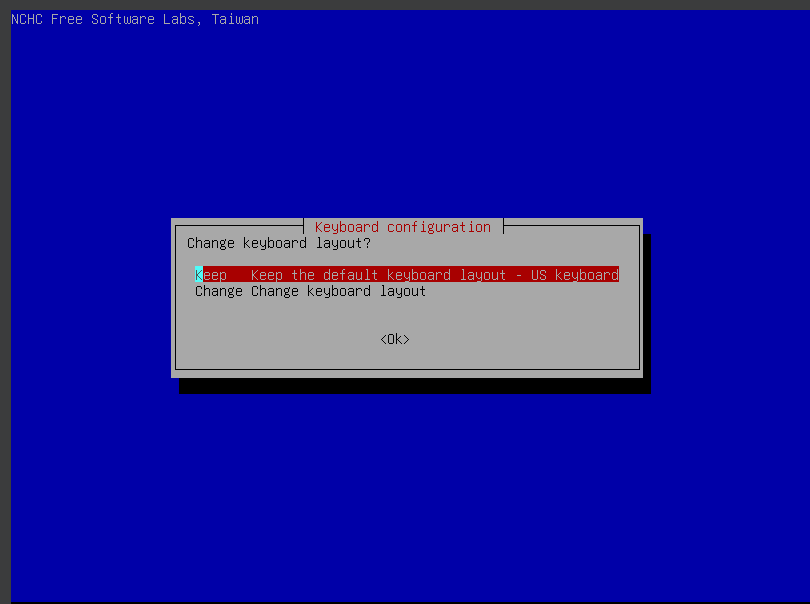 NCHC Free Software Labs, Taiwan
Keyboard configuration
Change keyboard layout?
Keep Keep the default keyboard layout - US keyboard
Change Change keyboard layout
<Ok>